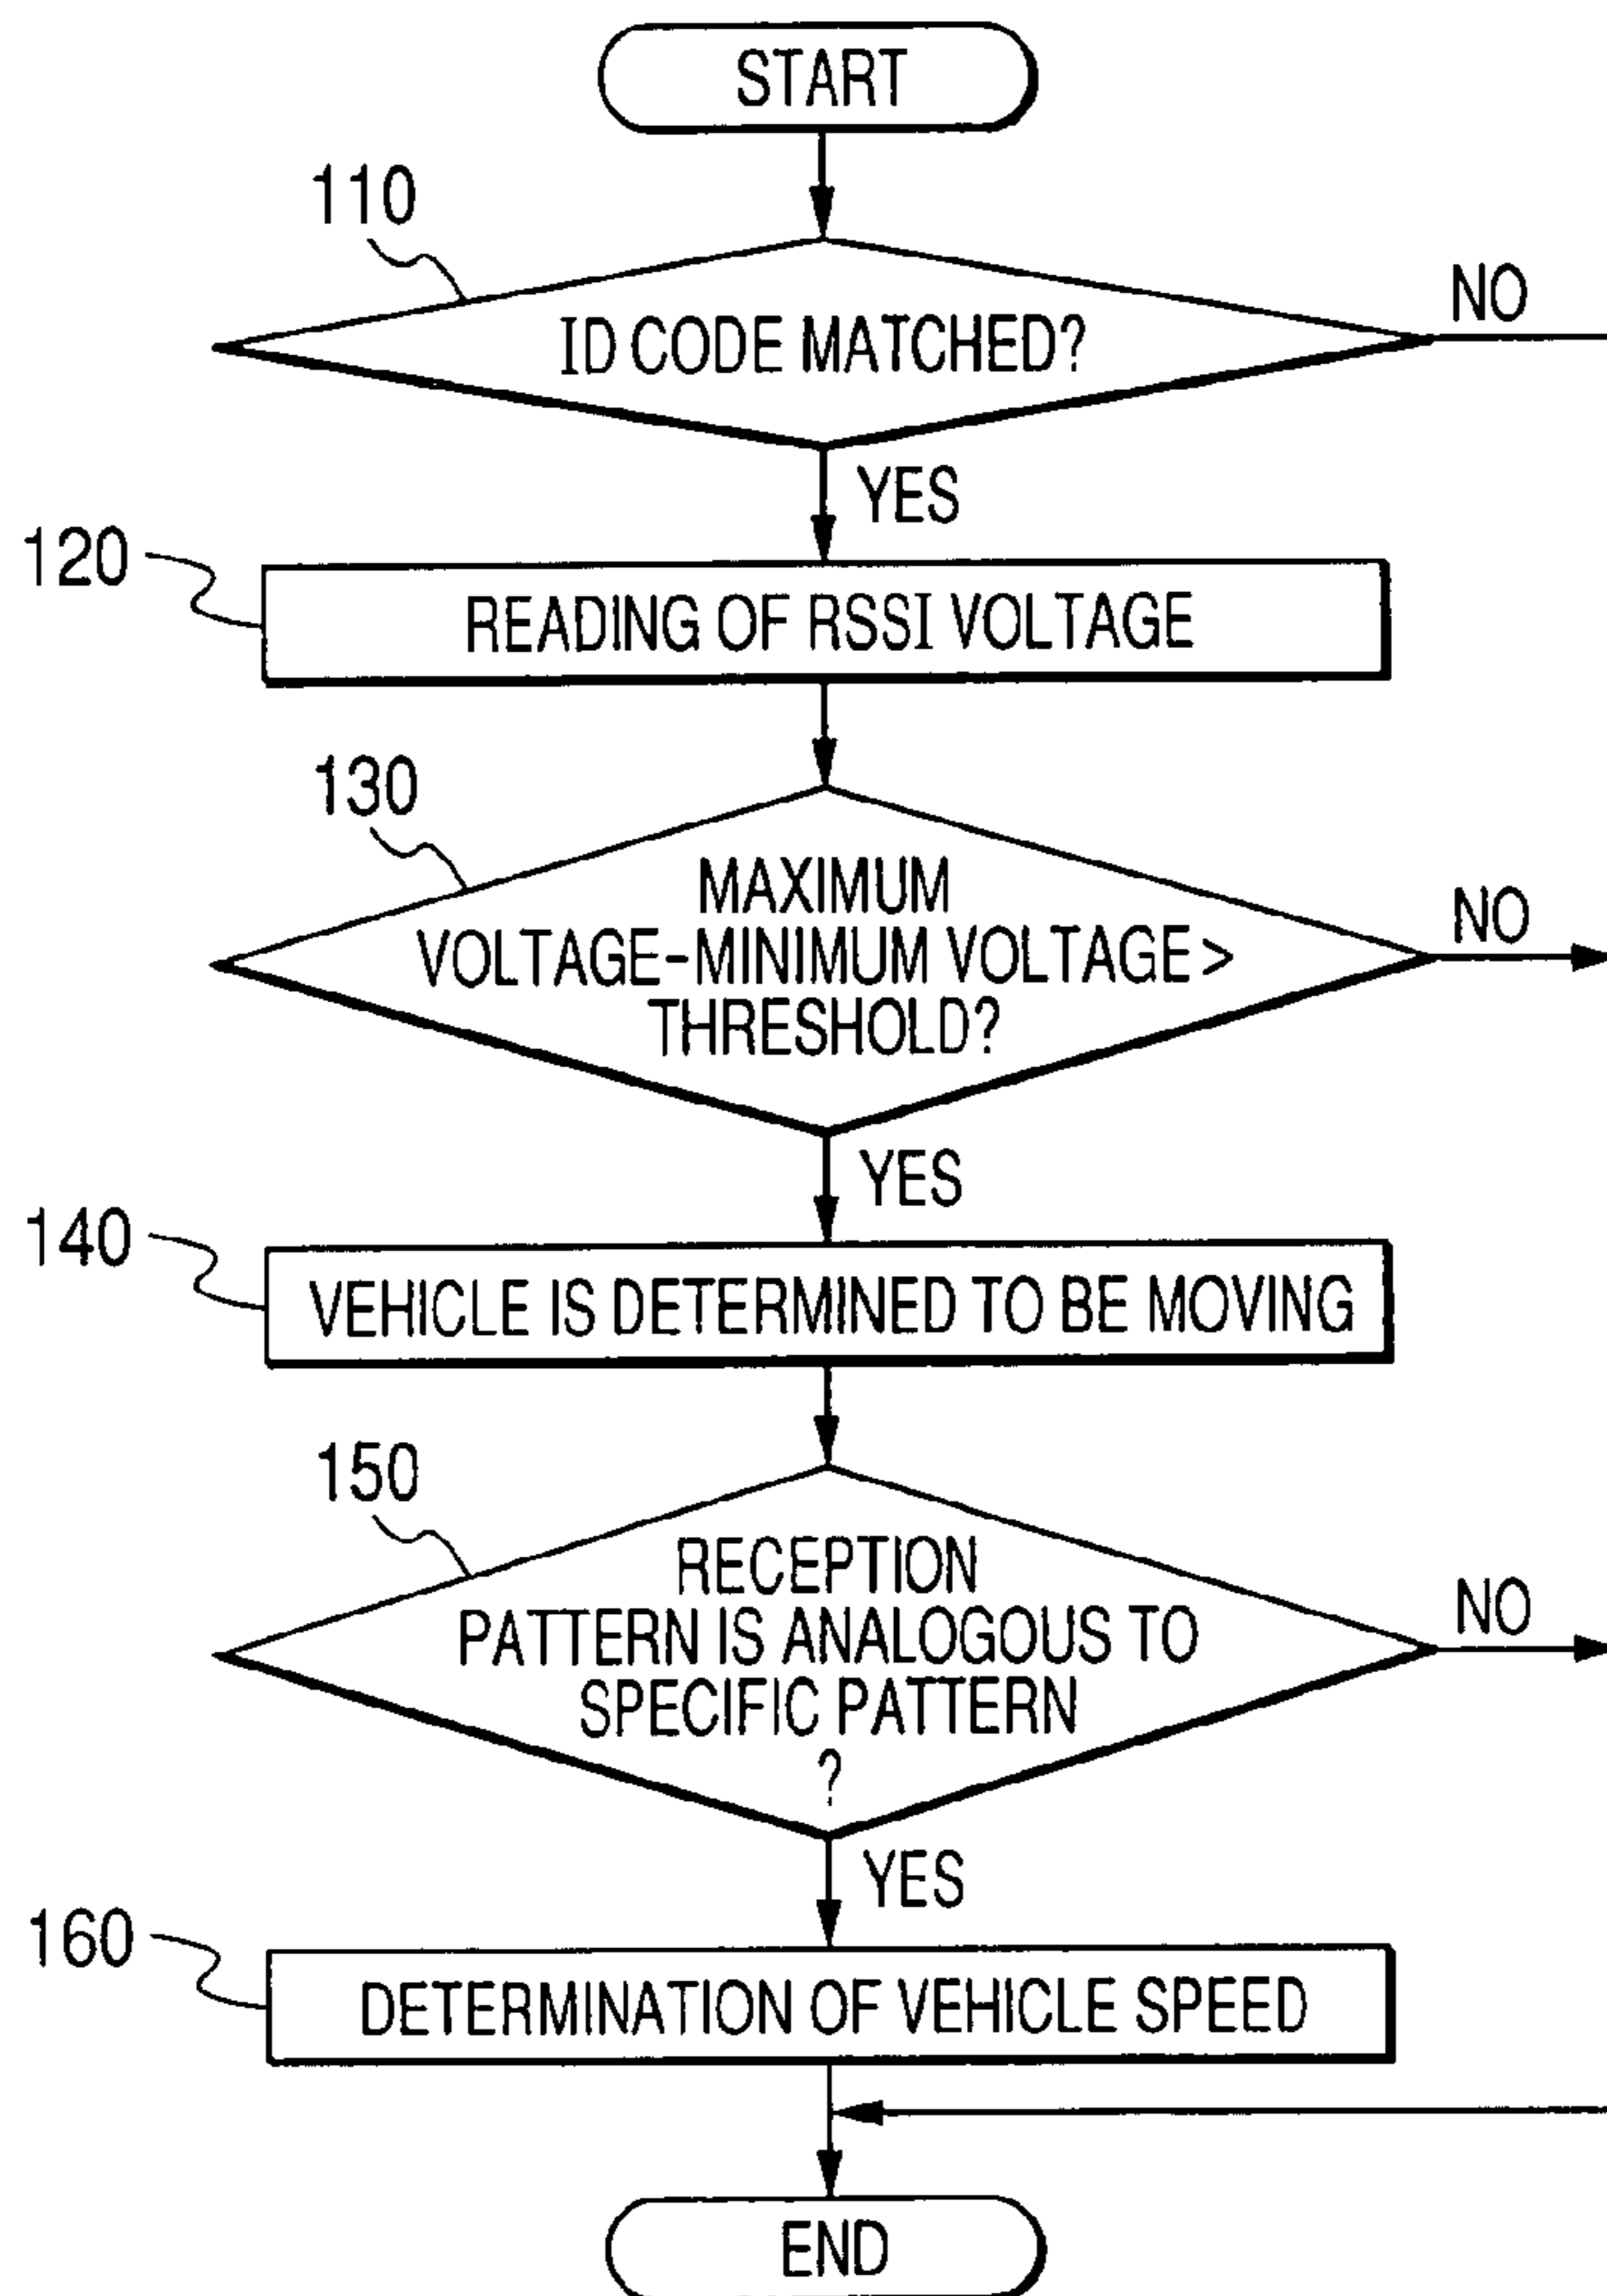 START
110
ID CODE MATCHED?
NO
YES
120
READING OF RSSI VOLTAGE
130
MAXIMUM
VOLTAGE-MINIMUM VOLTAGE >
THRESHOLD?
NO
YES
140
VEHICLE IS DETERMINED TO BE MOVING
150
RECEPTION
PATTERN IS ANALOGOUS TO
SPECIFIC PATTERN
?
NO
YES
160
DETERMINATION OF VEHICLE SPEED
END